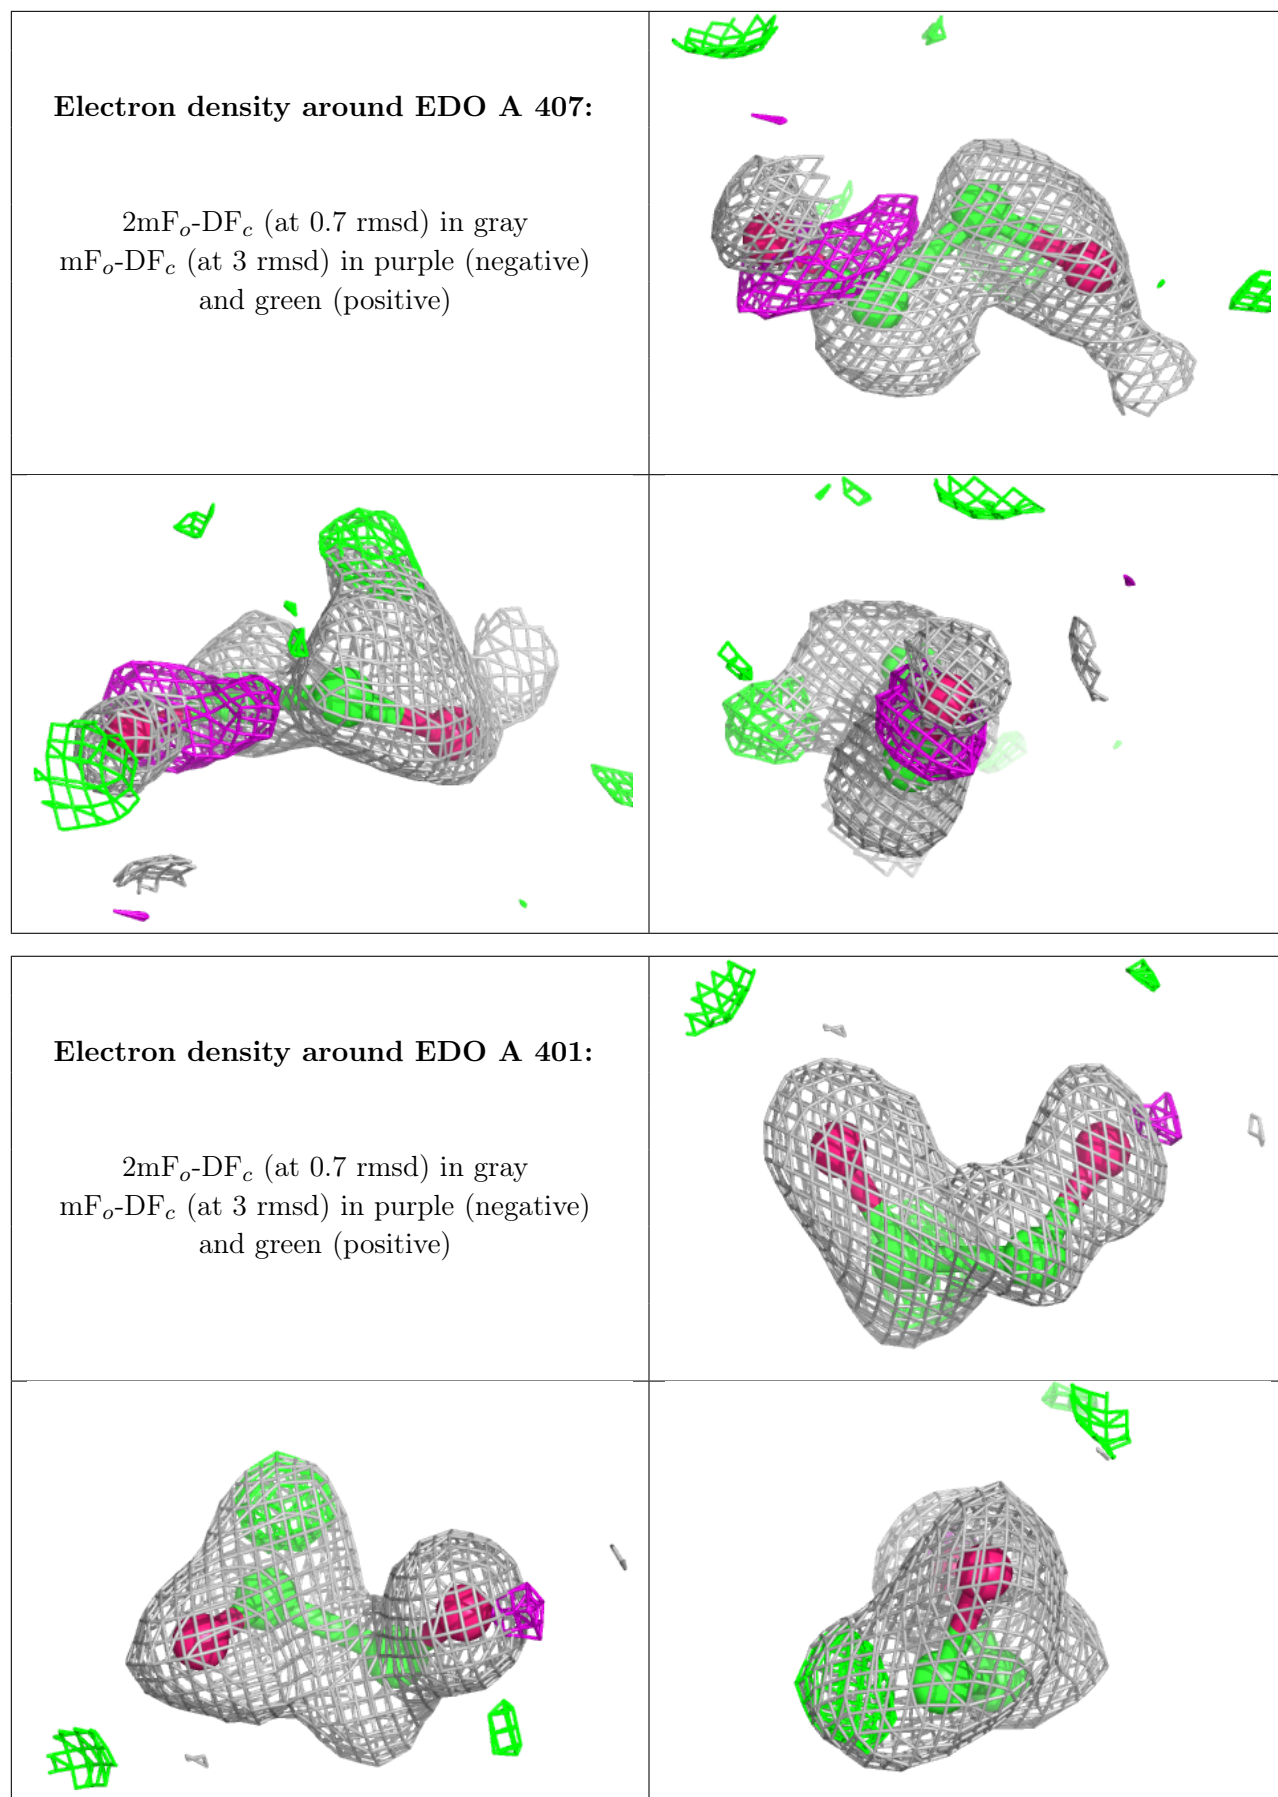 Electron density around EDO A 407:
2mFo-DFc (at 0.7 rmsd) in gray
mFo-DFc (at 3 rmsd) in purple (negative)
and green (positive)
Electron density around EDO A 401:
2mFo-DFc (at 0.7 rmsd) in gray
mFo-DFc (at 3 rmsd) in purple (negative)
and green (positive)